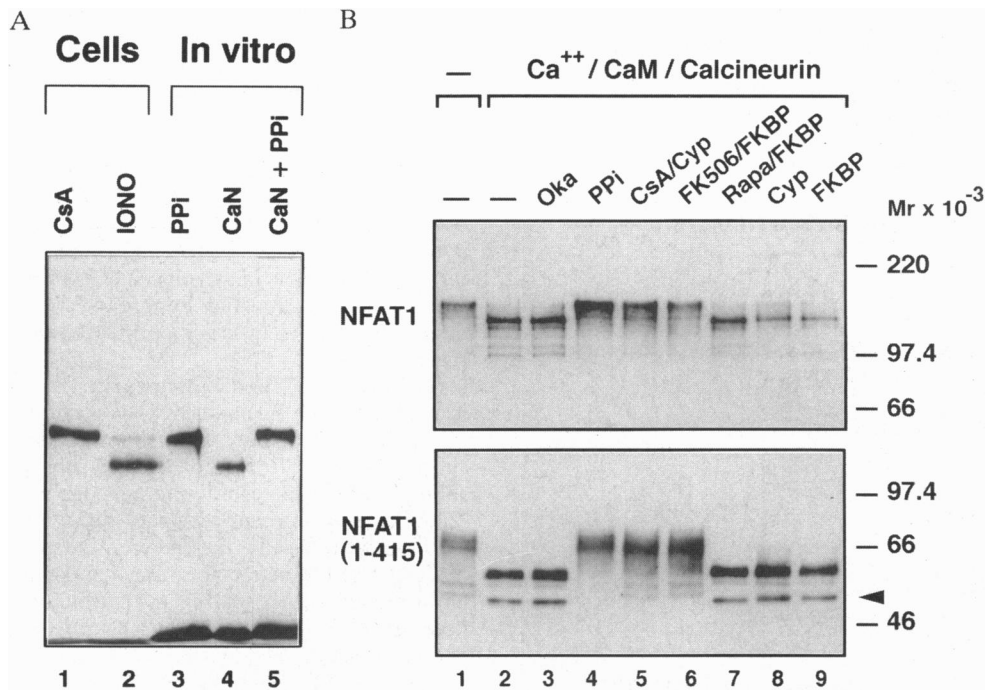 A
Cells In vitro
CsA
IONO
PPi
CaN
CaN + PPi
1 2 3 4 5
B
— Ca++ / CaM / Calcineurin
—
—
Oka
PPi
CsA/Cyp
FK506/FKBP
Rapa/FKBP
Cyp
FKBP
Mr x 10-3
NFAT1
— 220
— 97.4
— 66
NFAT1
(1-415)
— 97.4
— 66
— 46
1 2 3 4 5 6 7 8 9